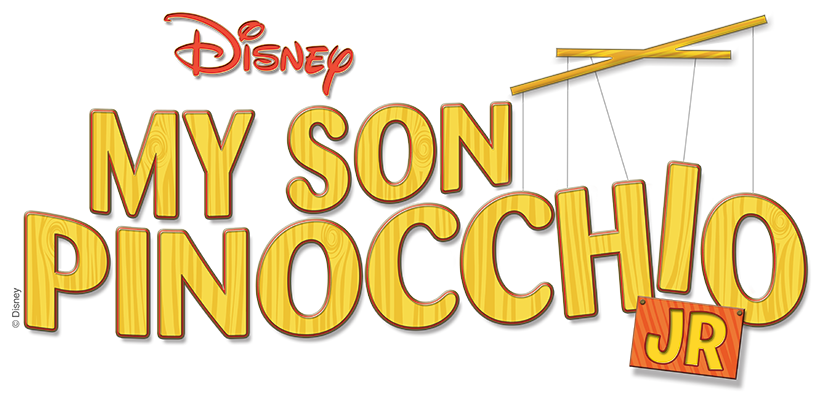 Disney
MY SON
PINOCCHIO
JR
© Disney